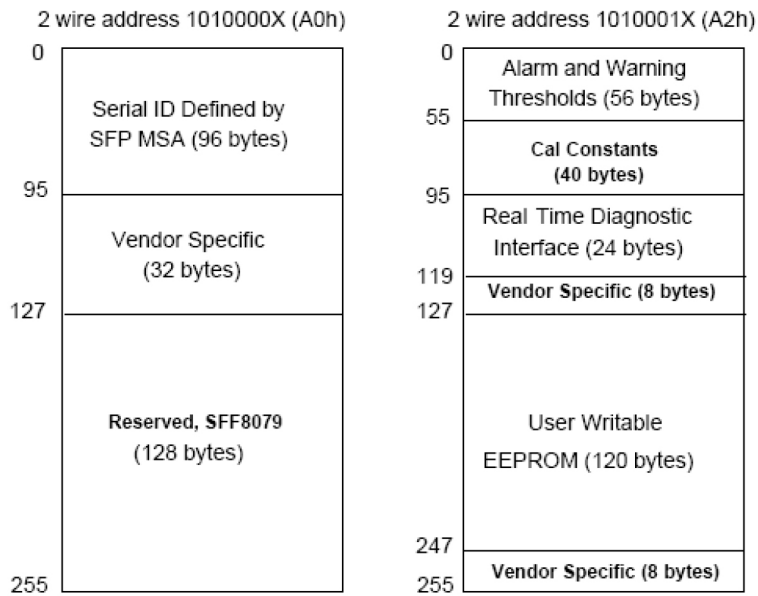 2 wire address 1010000X (A0h)
0
Serial ID Defined by
SFP MSA (96 bytes)
95
Vendor Specific
(32 bytes)
127
Reserved, SFF8079
(128 bytes)
255
2 wire address 1010001X (A2h)
0
Alarm and Warning
Thresholds (56 bytes)
55
Cal Constants
(40 bytes)
95
Real Time Diagnostic
Interface (24 bytes)
119
Vendor Specific (8 bytes)
127
User Writable
EEPROM (120 bytes)
247
Vendor Specific (8 bytes)
255